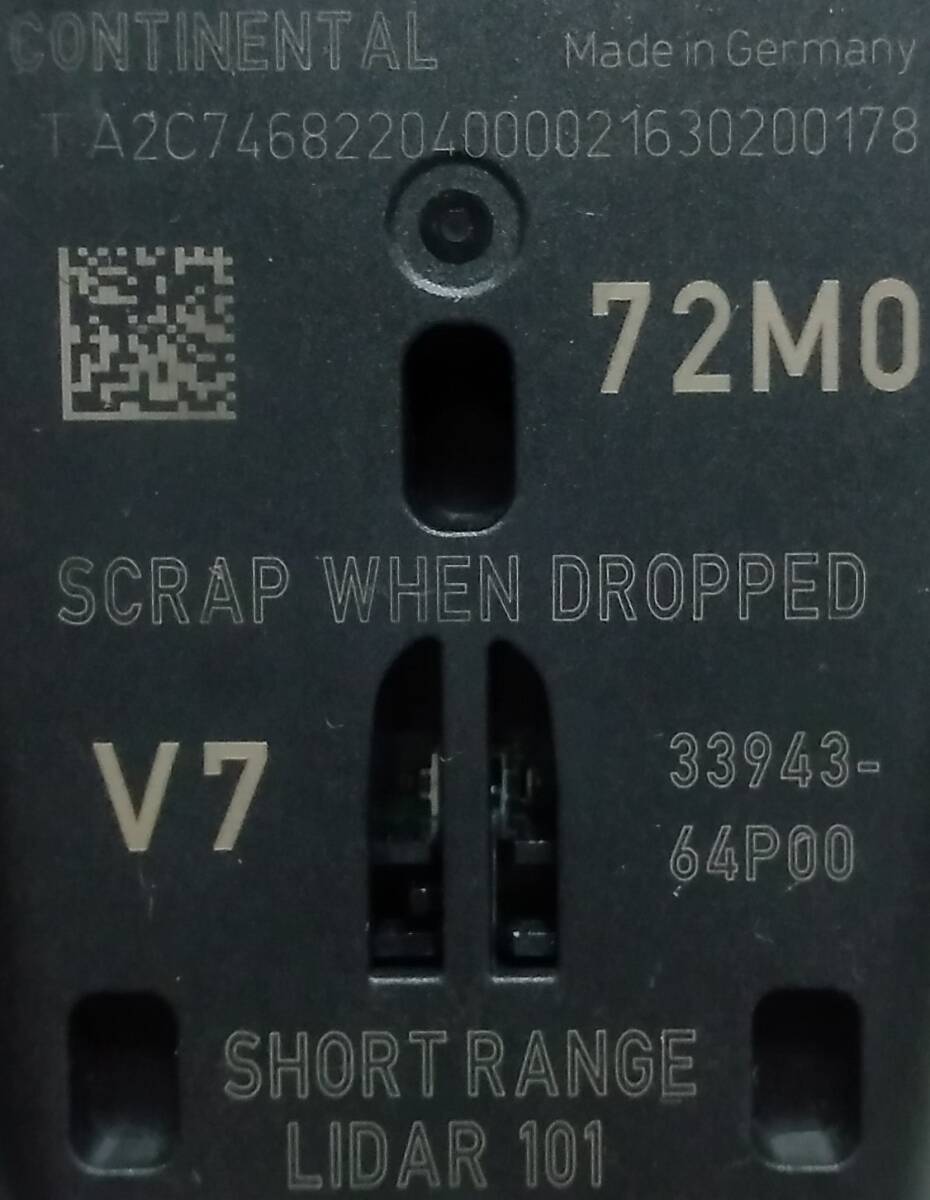 CONTINENTAL Made in Germany
T A2C74682204000021630200178
72M0
SCRAP WHEN DROPPED
V7
33943-
64P00
SHORT RANGE
LIDAR 101